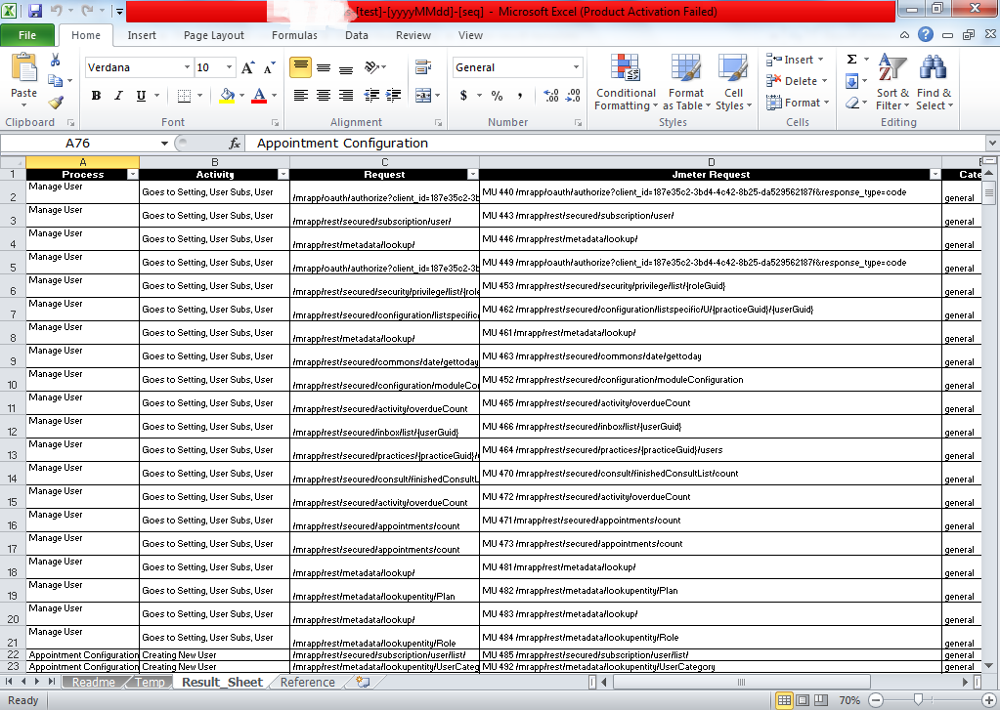 [test]-[yyyyMMdd]-[seq] - Microsoft Excel (Product Activation Failed)
File Home Insert Page Layout Formulas Data Review View
Paste
Verdana 10
B I U
General
$ % ,
Conditional Formatting
Format as Table
Cell Styles
Insert
Delete
Format
Sort & Filter
Find & Select
Clipboard Font Alignment Number Styles Cells Editing
A76 fx Appointment Configuration
A B C D
1 Process Activity Request Jmeter Request Cate
2 Manage User Goes to Setting, User Subs, User /mrapp/oauth/authorize?client_id=187e35c2-3b MU 440 /mrapp/oauth/authorize?client_id=187e35c2-3bd4-4c42-8b25-da529562187f&response_type=code general
3 Manage User Goes to Setting, User Subs, User /mrapp/rest/secured/subscription/user/ MU 443 /mrapp/rest/secured/subscription/user/ general
4 Manage User Goes to Setting, User Subs, User /mrapp/rest/metadata/lookup/ MU 446 /mrapp/rest/metadata/lookup/ general
5 Manage User Goes to Setting, User Subs, User /mrapp/oauth/authorize?client_id=187e35c2-3b MU 449 /mrapp/oauth/authorize?client_id=187e35c2-3bd4-4c42-8b25-da529562187f&response_type=code general
6 Manage User Goes to Setting, User Subs, User /mrapp/rest/secured/security/privilege/list/{role MU 453 /mrapp/rest/secured/security/privilege/list/{roleGuid} general
7 Manage User Goes to Setting, User Subs, User /mrapp/rest/secured/configuration/listspecific MU 462 /mrapp/rest/secured/configuration/listspecific/U/{practiceGuid}/{userGuid} general
8 Manage User Goes to Setting, User Subs, User /mrapp/rest/metadata/lookup/ MU 461 /mrapp/rest/metadata/lookup/ general
9 Manage User Goes to Setting, User Subs, User /mrapp/rest/secured/commons/date/gettoday MU 463 /mrapp/rest/secured/commons/date/gettoday general
10 Manage User Goes to Setting, User Subs, User /mrapp/rest/secured/configuration/moduleCon MU 452 /mrapp/rest/secured/configuration/moduleConfiguration general
11 Manage User Goes to Setting, User Subs, User /mrapp/rest/secured/activity/overdueCount MU 465 /mrapp/rest/secured/activity/overdueCount general
12 Manage User Goes to Setting, User Subs, User /mrapp/rest/secured/inbox/list/{userGuid} MU 466 /mrapp/rest/secured/inbox/list/{userGuid} general
13 Manage User Goes to Setting, User Subs, User /mrapp/rest/secured/practices/{practiceGuid}/ MU 464 /mrapp/rest/secured/practices/{practiceGuid}/users general
14 Manage User Goes to Setting, User Subs, User /mrapp/rest/secured/consult/finishedConsultL MU 470 /mrapp/rest/secured/consult/finishedConsultList/count general
15 Manage User Goes to Setting, User Subs, User /mrapp/rest/secured/activity/overdueCount MU 472 /mrapp/rest/secured/activity/overdueCount general
16 Manage User Goes to Setting, User Subs, User /mrapp/rest/secured/appointments/count MU 471 /mrapp/rest/secured/appointments/count general
17 Manage User Goes to Setting, User Subs, User /mrapp/rest/secured/appointments/count MU 473 /mrapp/rest/secured/appointments/count general
18 Manage User Goes to Setting, User Subs, User /mrapp/rest/metadata/lookup/ MU 481 /mrapp/rest/metadata/lookup/ general
19 Manage User Goes to Setting, User Subs, User /mrapp/rest/metadata/lookupentity/Plan MU 482 /mrapp/rest/metadata/lookupentity/Plan general
20 Manage User Goes to Setting, User Subs, User /mrapp/rest/metadata/lookup/ MU 483 /mrapp/rest/metadata/lookup/ general
21 Manage User Goes to Setting, User Subs, User /mrapp/rest/metadata/lookupentity/Role MU 484 /mrapp/rest/metadata/lookupentity/Role general
22 Appointment Configuration Creating New User /mrapp/rest/secured/subscription/user/list/ MU 485 /mrapp/rest/secured/subscription/user/list/ general
23 Appointment Configuration Creating New User /mrapp/rest/metadata/lookupentity/UserCateg MU 492 /mrapp/rest/metadata/lookupentity/UserCategory general
Readme Temp Result_Sheet Reference
Ready 70%